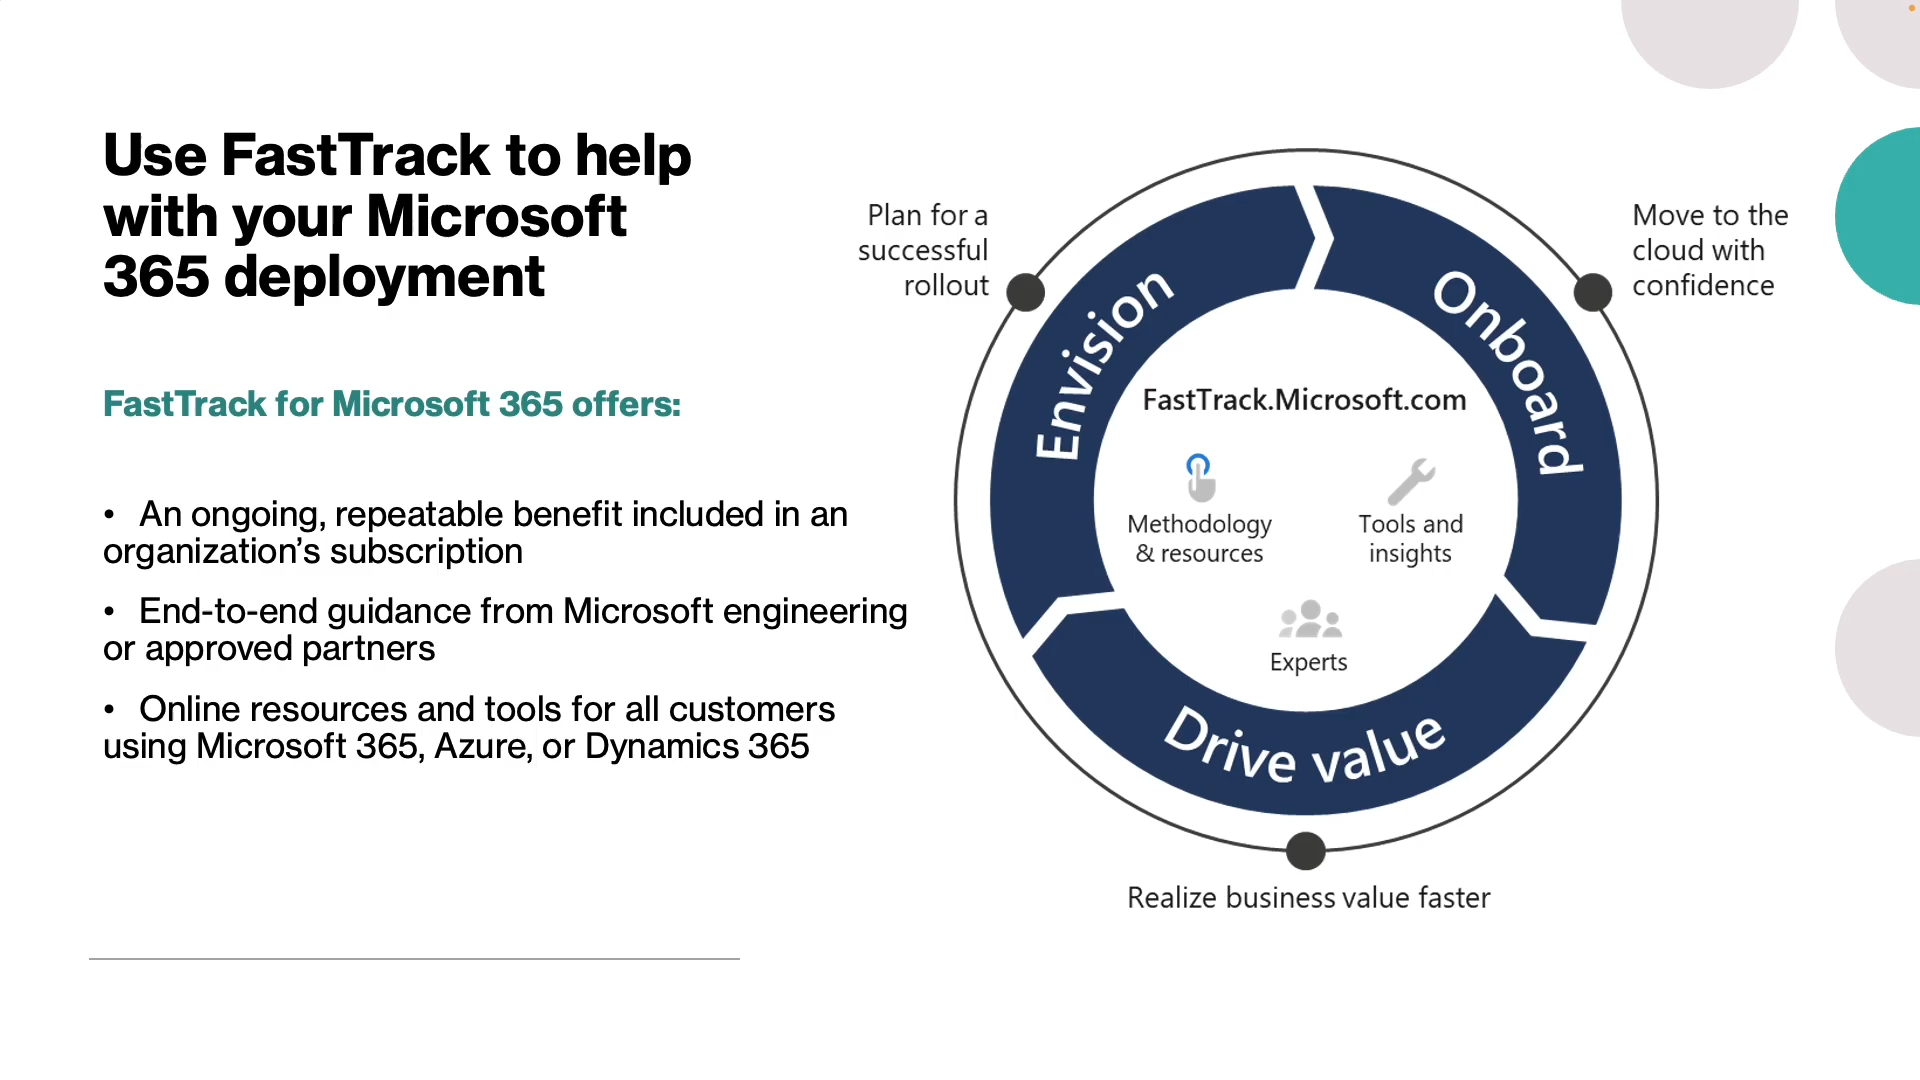 Use FastTrack to help
with your Microsoft
365 deployment
FastTrack for Microsoft 365 offers:
• An ongoing, repeatable benefit included in an
organization’s subscription
• End-to-end guidance from Microsoft engineering
or approved partners
• Online resources and tools for all customers
using Microsoft 365, Azure, or Dynamics 365
Plan for a
successful
rollout
Move to the
cloud with
confidence
Envision
Onboard
FastTrack.Microsoft.com
Methodology
& resources
Tools and
insights
Experts
Drive value
Realize business value faster